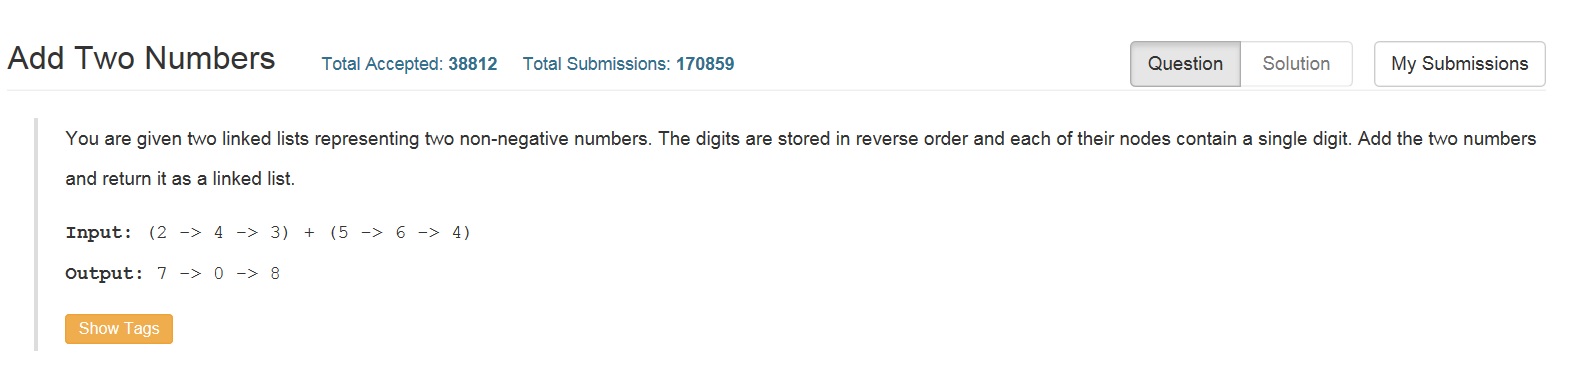 Add Two Numbers Total Accepted: 38812 Total Submissions: 170859 Question Solution My Submissions
You are given two linked lists representing two non-negative numbers. The digits are stored in reverse order and each of their nodes contain a single digit. Add the two numbers
and return it as a linked list.
Input: (2 -> 4 -> 3) + (5 -> 6 -> 4)
Output: 7 -> 0 -> 8
Show Tags